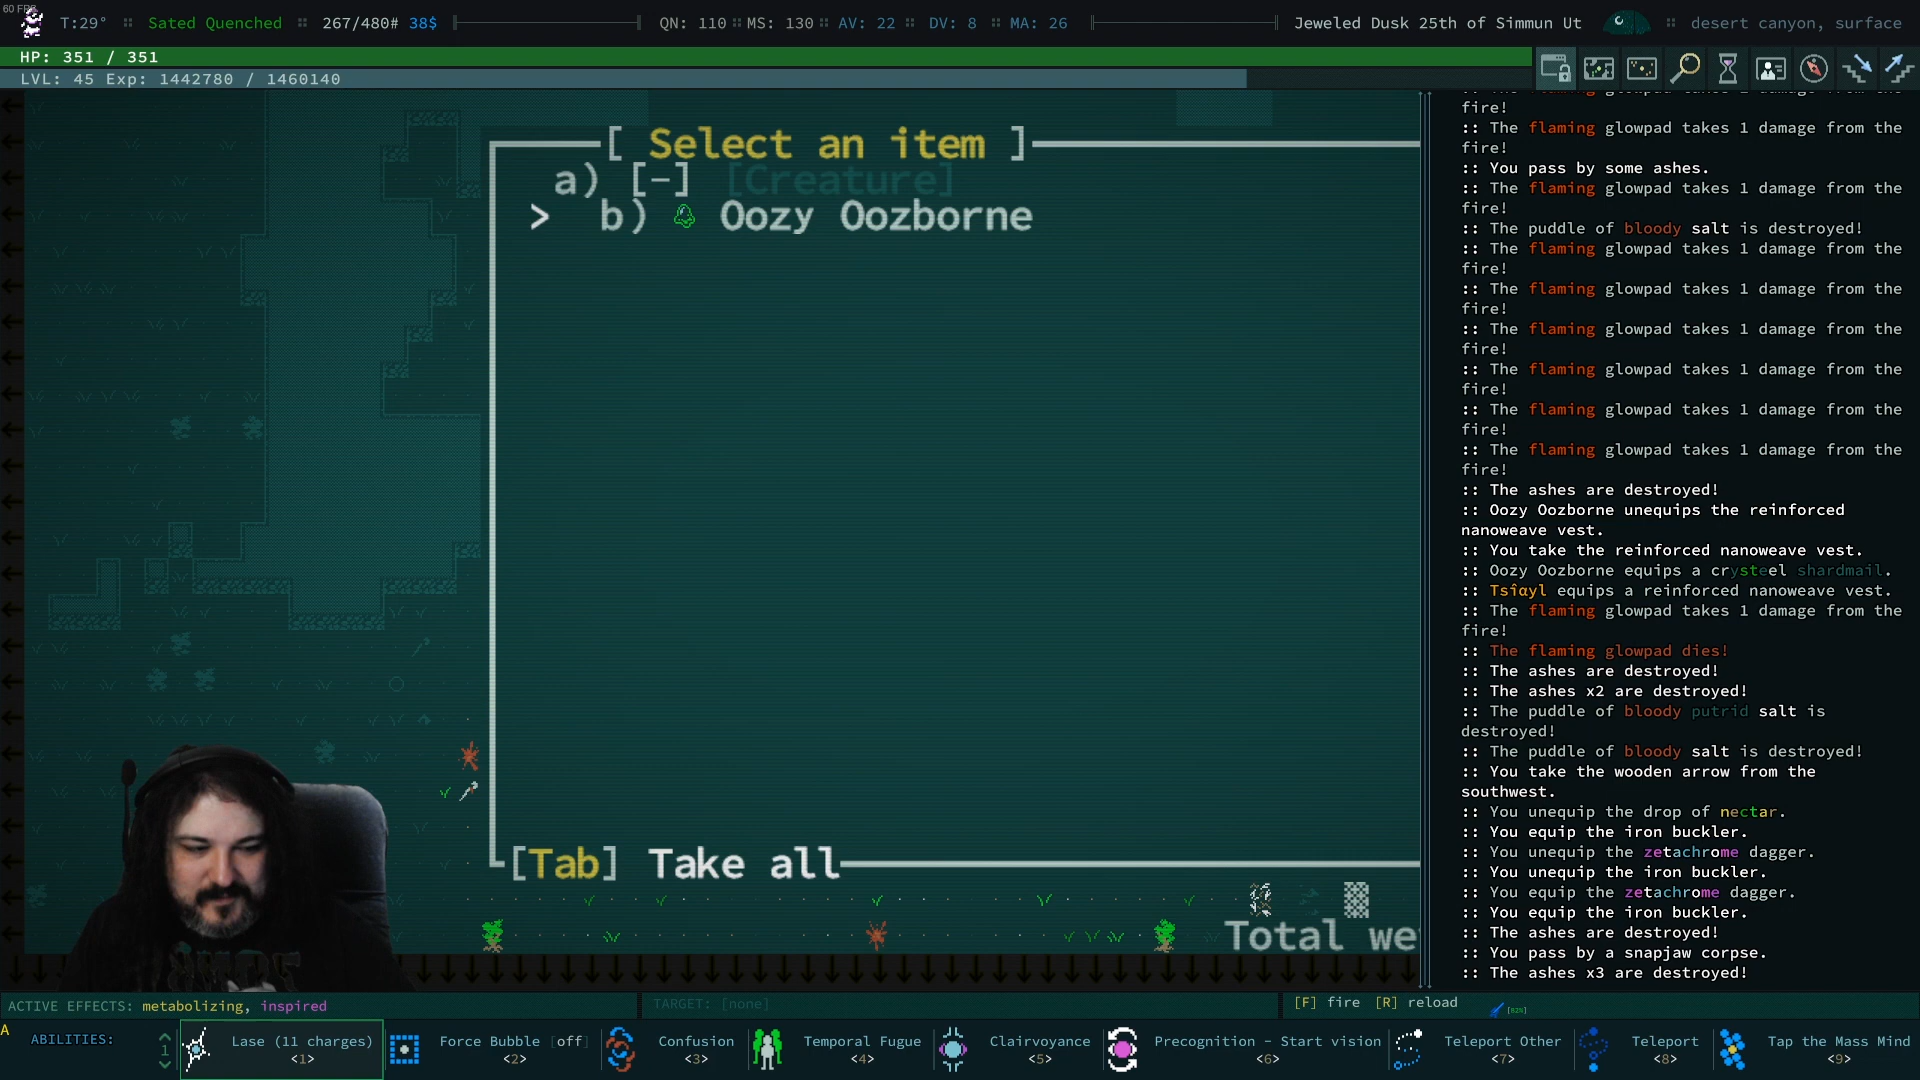 60 FPS
T:29° Sated Quenched 267/480# 38$ QN: 110 MS: 130 AV: 22 DV: 8 MA: 26 Jeweled Dusk 25th of Simmun Ut desert canyon, surface
HP: 351 / 351
LVL: 45 Exp: 1442780 / 1460140
[ Select an item ]
a) [-] [Creature]
> b) Oozy Oozborne
[Tab] Take all
Total we
fire!
:: The flaming glowpad takes 1 damage from the
fire!
:: You pass by some ashes.
:: The flaming glowpad takes 1 damage from the
fire!
:: The puddle of bloody salt is destroyed!
:: The flaming glowpad takes 1 damage from the
fire!
:: The flaming glowpad takes 1 damage from the
fire!
:: The flaming glowpad takes 1 damage from the
fire!
:: The flaming glowpad takes 1 damage from the
fire!
:: The flaming glowpad takes 1 damage from the
fire!
:: The flaming glowpad takes 1 damage from the
fire!
:: The ashes are destroyed!
:: Oozy Oozborne unequips the reinforced
nanoweave vest.
:: You take the reinforced nanoweave vest.
:: Oozy Oozborne equips a crysteel shardmail.
:: Tsîαyl equips a reinforced nanoweave vest.
:: The flaming glowpad takes 1 damage from the
fire!
:: The flaming glowpad dies!
:: The ashes are destroyed!
:: The ashes x2 are destroyed!
:: The puddle of bloody putrid salt is
destroyed!
:: The puddle of bloody salt is destroyed!
:: You take the wooden arrow from the
southwest.
:: You unequip the drop of nectar.
:: You equip the iron buckler.
:: You unequip the zetachrome dagger.
:: You unequip the iron buckler.
:: You equip the zetachrome dagger.
:: You equip the iron buckler.
:: The ashes are destroyed!
:: You pass by a snapjaw corpse.
:: The ashes x3 are destroyed!
ACTIVE EFFECTS: metabolizing, inspired
TARGET: [none]
[F] fire [R] reload
A
ABILITIES:
1
Lase (11 charges)
<1>
Force Bubble [off]
<2>
Confusion
<3>
Temporal Fugue
<4>
Clairvoyance
<5>
Precognition - Start vision
<6>
Teleport Other
<7>
Teleport
<8>
Tap the Mass Mind
<9>